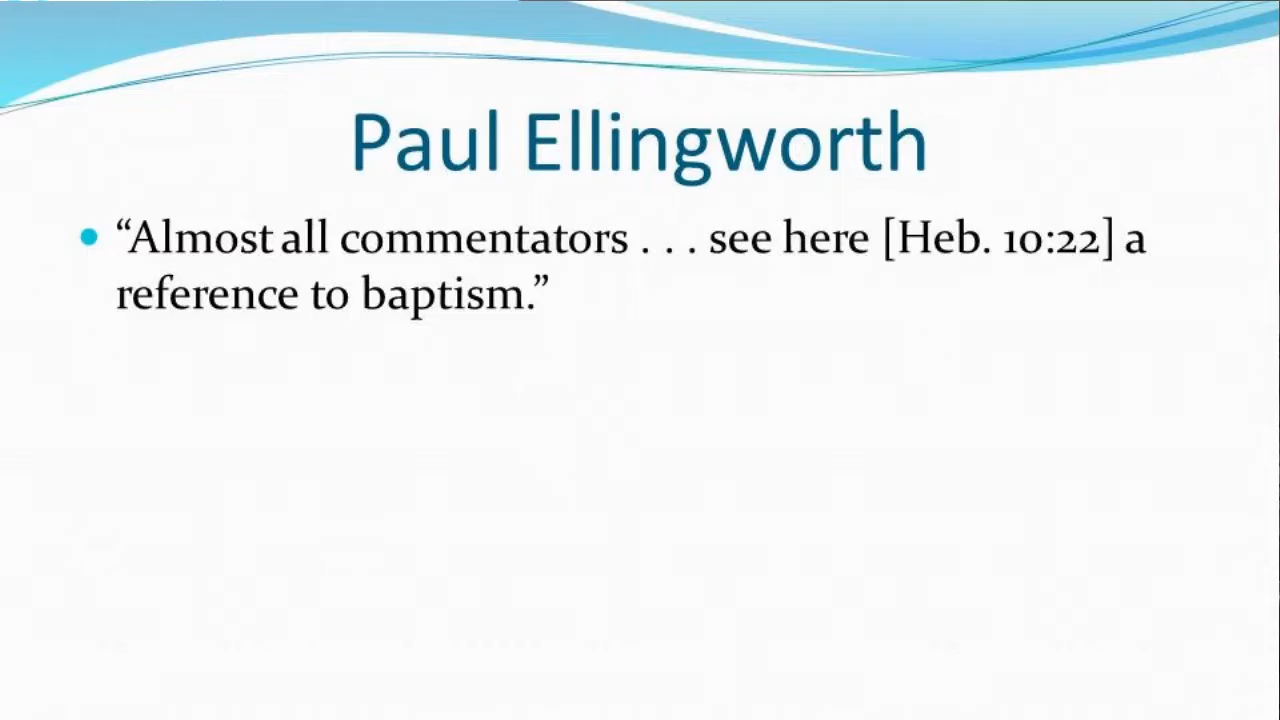 Paul Ellingworth
• “Almost all commentators . . . see here [Heb. 10:22] a
reference to baptism.”